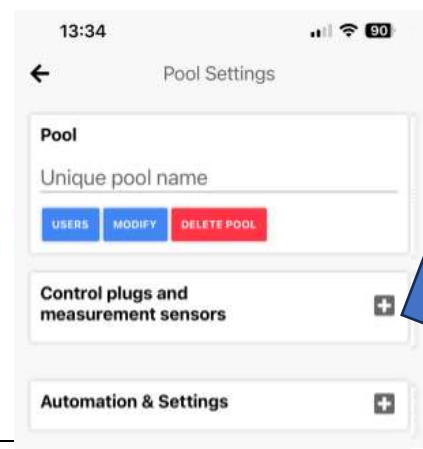 13:34
90
Pool Settings
Pool
Unique pool name
USERS MODIFY DELETE POOL
Control plugs and
measurement sensors
Automation & Settings